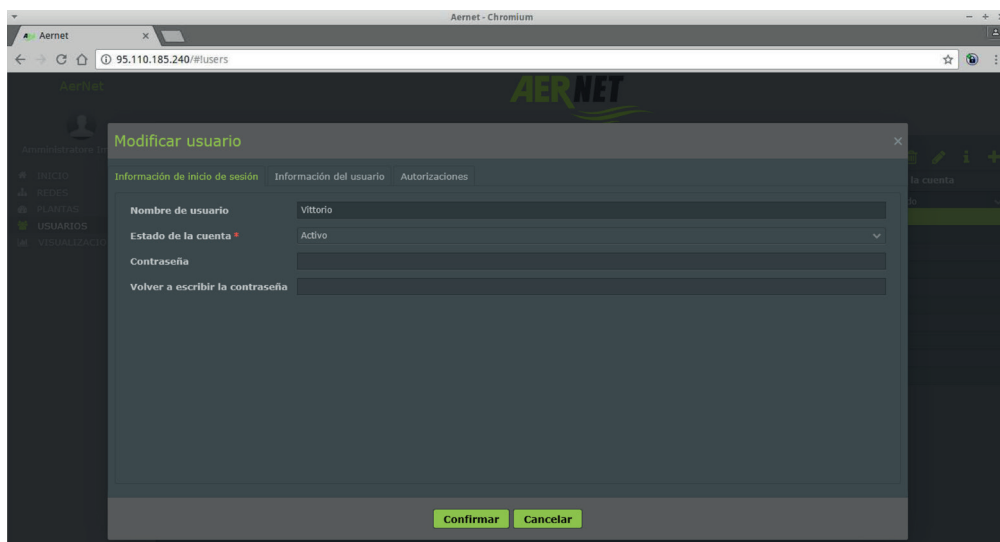 Aernet - Chromium
Aernet
95.110.185.240/#!users
AerNet
AERNET
Amministratore
Modificar usuario
Información de inicio de sesión Información del usuario Autorizaciones
INICIO
REDES
PLANTAS
USUARIOS
VISUALIZACIO
la cuenta
Nombre de usuario Vittorio
Estado de la cuenta * Activo
Contraseña
Volver a escribir la contraseña
Confirmar Cancelar